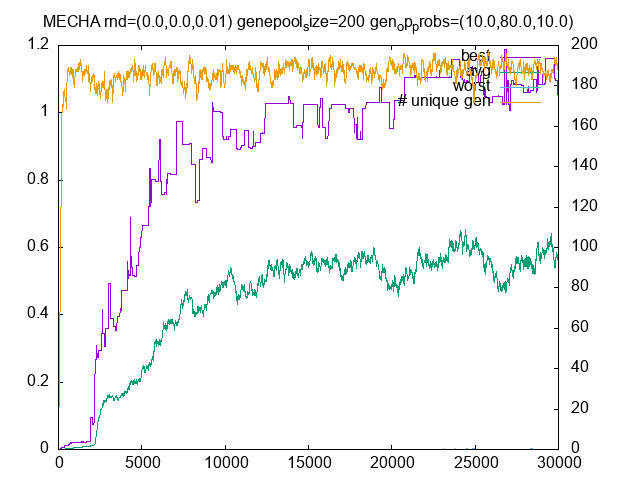 MECHA rnd=(0.0,0.0,0.01) genepool_size=200 gen_op_probs=(10.0,80.0,10.0)
1.2 200
best
avg
worst
# unique gen
180
1 160
140
0.8
120
0.6 100
80
0.4
60
0.2 40
20
0 0
0 5000 10000 15000 20000 25000 30000